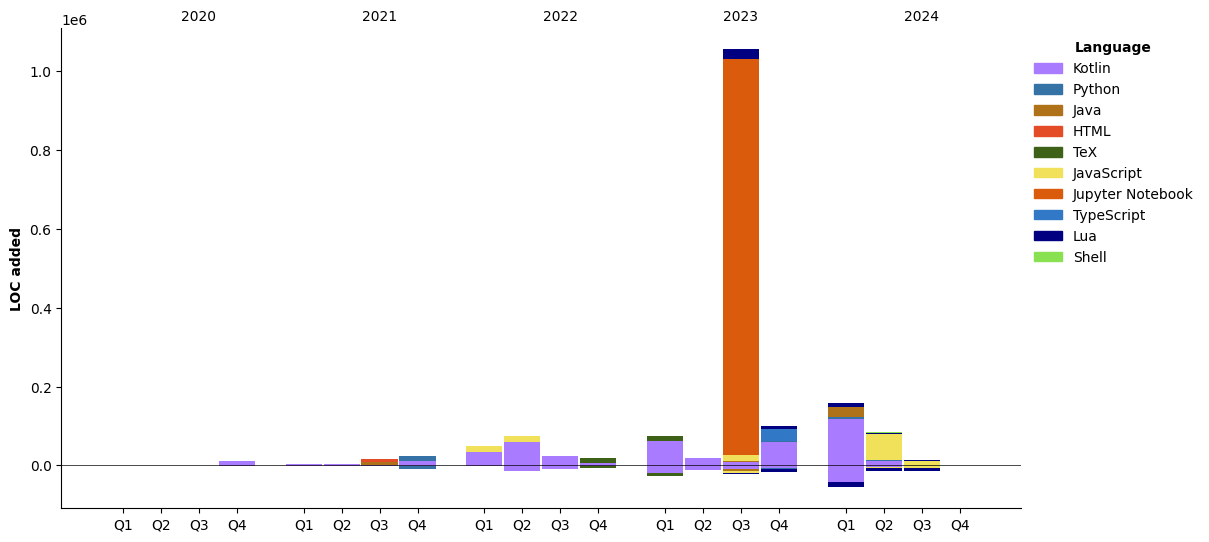 2020 2021 2022 2023 2024
1e6
Language
Kotlin
Python
Java
HTML
TeX
JavaScript
Jupyter Notebook
TypeScript
Lua
Shell
1.0
0.8
0.6
0.4
0.2
0.0
LOC added
Q1 Q2 Q3 Q4 Q1 Q2 Q3 Q4 Q1 Q2 Q3 Q4 Q1 Q2 Q3 Q4 Q1 Q2 Q3 Q4